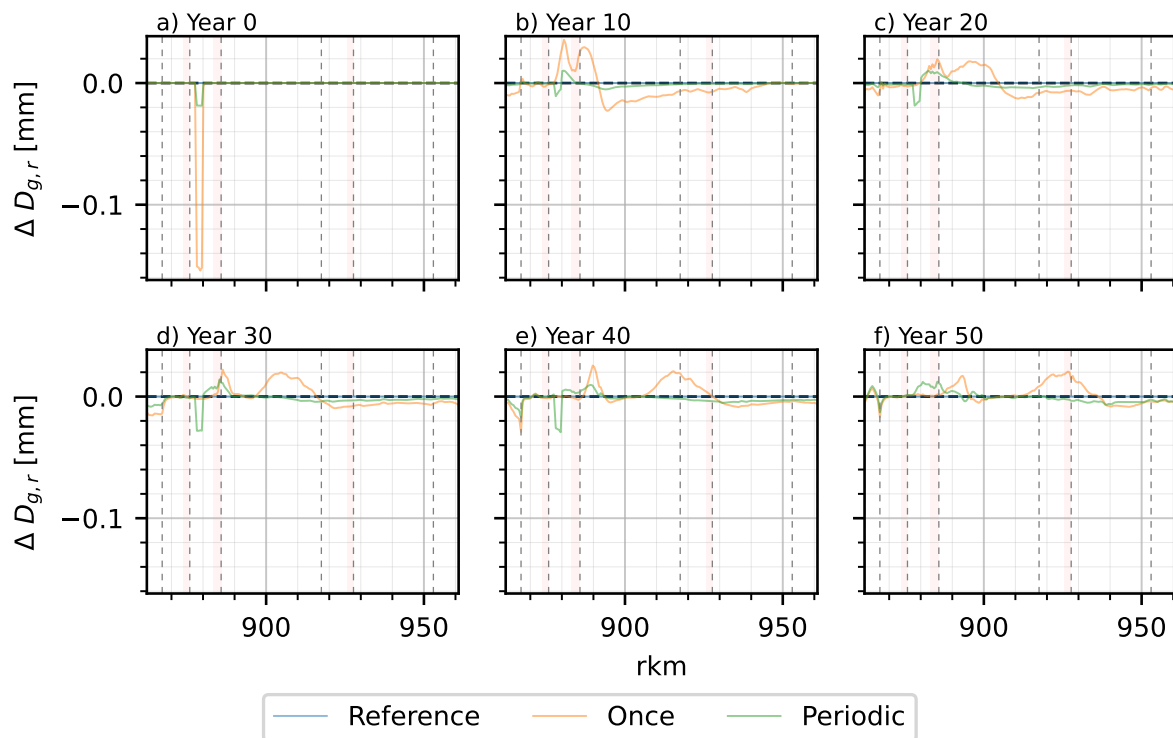 a) Year 0
b) Year 10
c) Year 20
0.0
−0.1
Δ D_{g,r} [mm]
d) Year 30
e) Year 40
f) Year 50
0.0
−0.1
Δ D_{g,r} [mm]
900 950 900 950 900 950
rkm
Reference Once Periodic